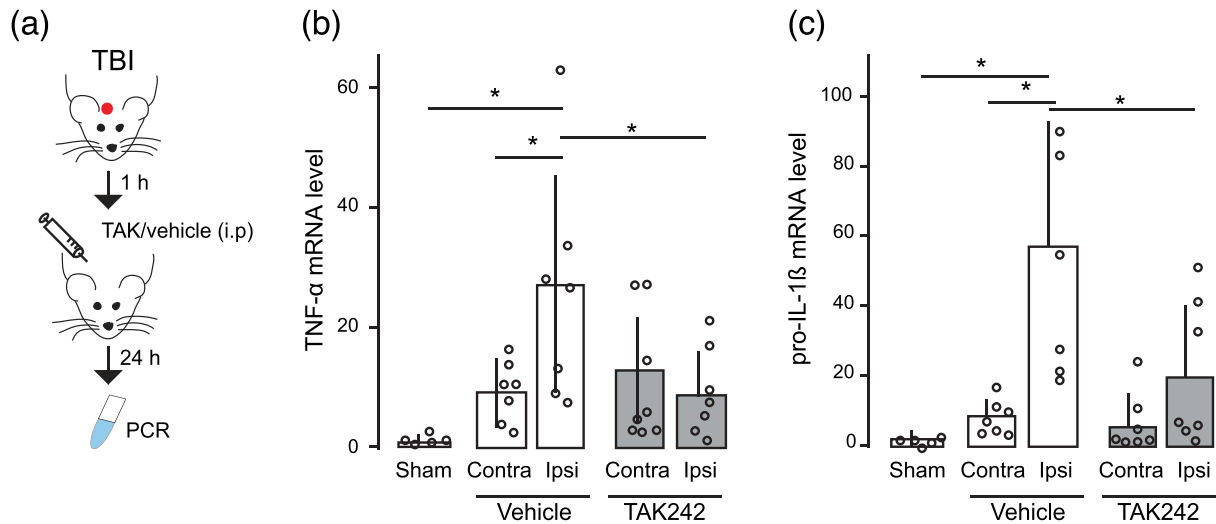 (a)
TBI
1 h
TAK/vehicle (i.p)
24 h
PCR
(b)
TNF-α mRNA level
60
40
20
0
*
*
*
Sham Contra Ipsi Contra Ipsi
Vehicle TAK242
(c)
pro-IL-1ß mRNA level
100
80
60
40
20
0
*
*
*
Sham Contra Ipsi Contra Ipsi
Vehicle TAK242